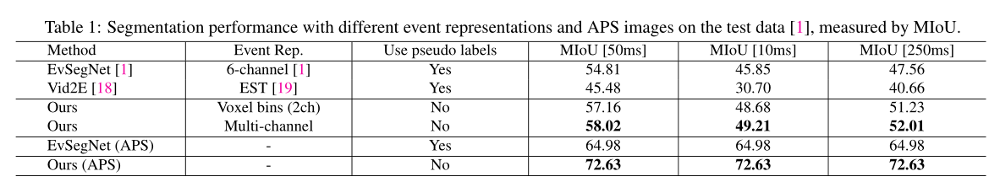 Table 1: Segmentation performance with different event representations and APS images on the test data [1], measured by MIoU.
Method Event Rep. Use pseudo labels MIoU [50ms] MIoU [10ms] MIoU [250ms]
EvSegNet [1] 6-channel [1] Yes 54.81 45.85 47.56
Vid2E [18] EST [19] Yes 45.48 30.70 40.66
Ours Voxel bins (2ch) No 57.16 48.68 51.23
Ours Multi-channel No 58.02 49.21 52.01
EvSegNet (APS) - Yes 64.98 64.98 64.98
Ours (APS) - No 72.63 72.63 72.63